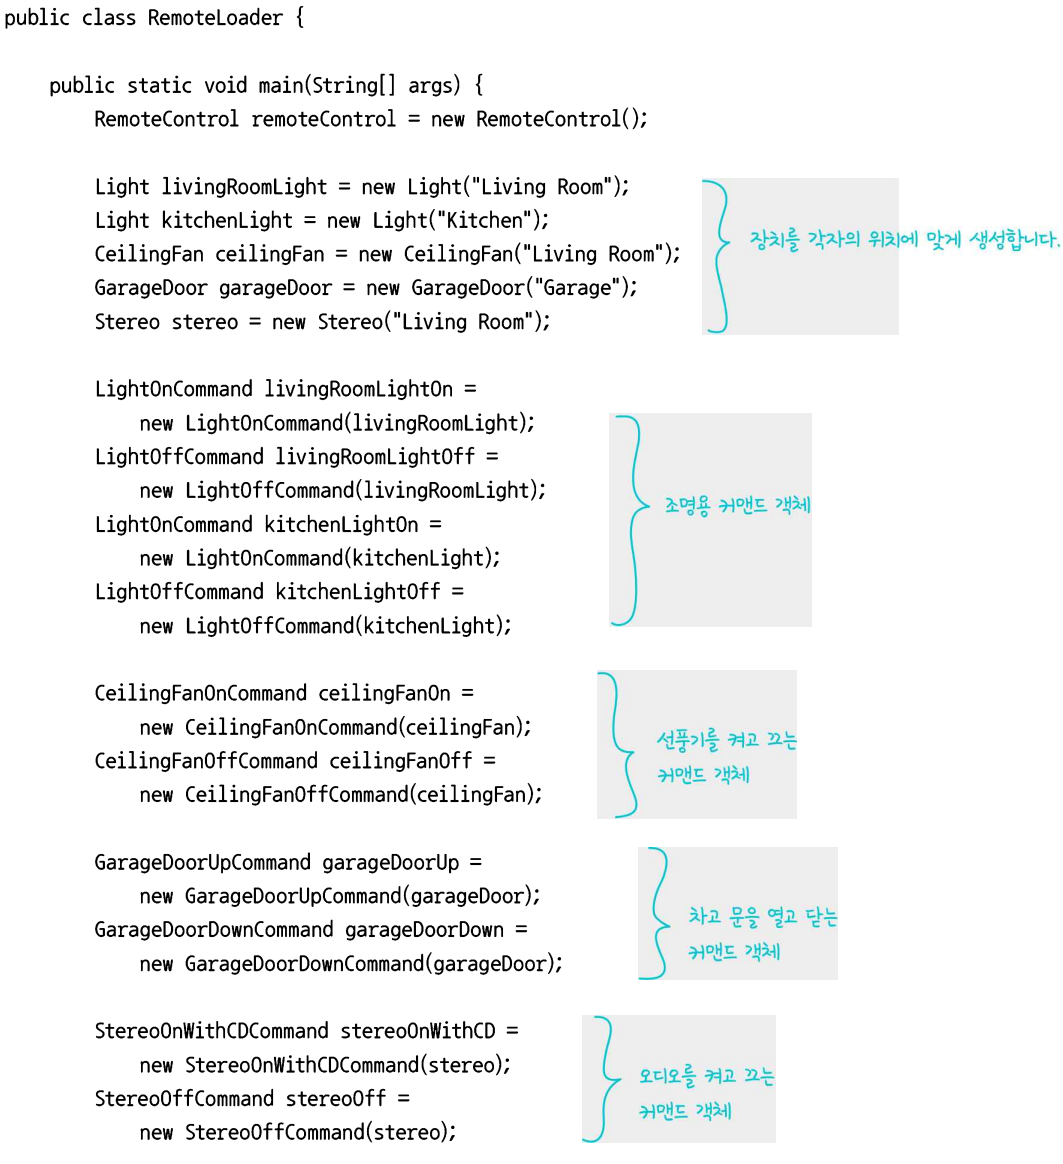 public class RemoteLoader {
public static void main(String[] args) {
RemoteControl remoteControl = new RemoteControl();
Light livingRoomLight = new Light("Living Room");
Light kitchenLight = new Light("Kitchen");
CeilingFan ceilingFan = new CeilingFan("Living Room");
GarageDoor garageDoor = new GarageDoor("Garage");
Stereo stereo = new Stereo("Living Room");
장치를 각자의 위치에 맞게 생성합니다.
LightOnCommand livingRoomLightOn =
new LightOnCommand(livingRoomLight);
LightOffCommand livingRoomLightOff =
new LightOffCommand(livingRoomLight);
LightOnCommand kitchenLightOn =
new LightOnCommand(kitchenLight);
LightOffCommand kitchenLightOff =
new LightOffCommand(kitchenLight);
조명용 커맨드 객체
CeilingFanOnCommand ceilingFanOn =
new CeilingFanOnCommand(ceilingFan);
CeilingFanOffCommand ceilingFanOff =
new CeilingFanOffCommand(ceilingFan);
선풍기를 켜고 끄는
커맨드 객체
GarageDoorUpCommand garageDoorUp =
new GarageDoorUpCommand(garageDoor);
GarageDoorDownCommand garageDoorDown =
new GarageDoorDownCommand(garageDoor);
차고 문을 열고 닫는
커맨드 객체
StereoOnWithCDCommand stereoOnWithCD =
new StereoOnWithCDCommand(stereo);
StereoOffCommand stereoOff =
new StereoOffCommand(stereo);
오디오를 켜고 끄는
커맨드 객체